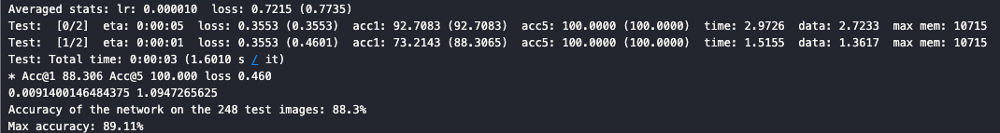 Averaged stats: lr: 0.000010  loss: 0.7215 (0.7735)
Test:  [0/2]  eta: 0:00:05  loss: 0.3553 (0.3553)  acc1: 92.7083 (92.7083)  acc5: 100.0000 (100.0000)  time: 2.9726  data: 2.7233  max mem: 10715
Test:  [1/2]  eta: 0:00:01  loss: 0.3553 (0.4601)  acc1: 73.2143 (88.3065)  acc5: 100.0000 (100.0000)  time: 1.5155  data: 1.3617  max mem: 10715
Test: Total time: 0:00:03 (1.6010 s / it)
* Acc@1 88.306 Acc@5 100.000 loss 0.460
0.0091400146484375 1.0947265625
Accuracy of the network on the 248 test images: 88.3%
Max accuracy: 89.11%